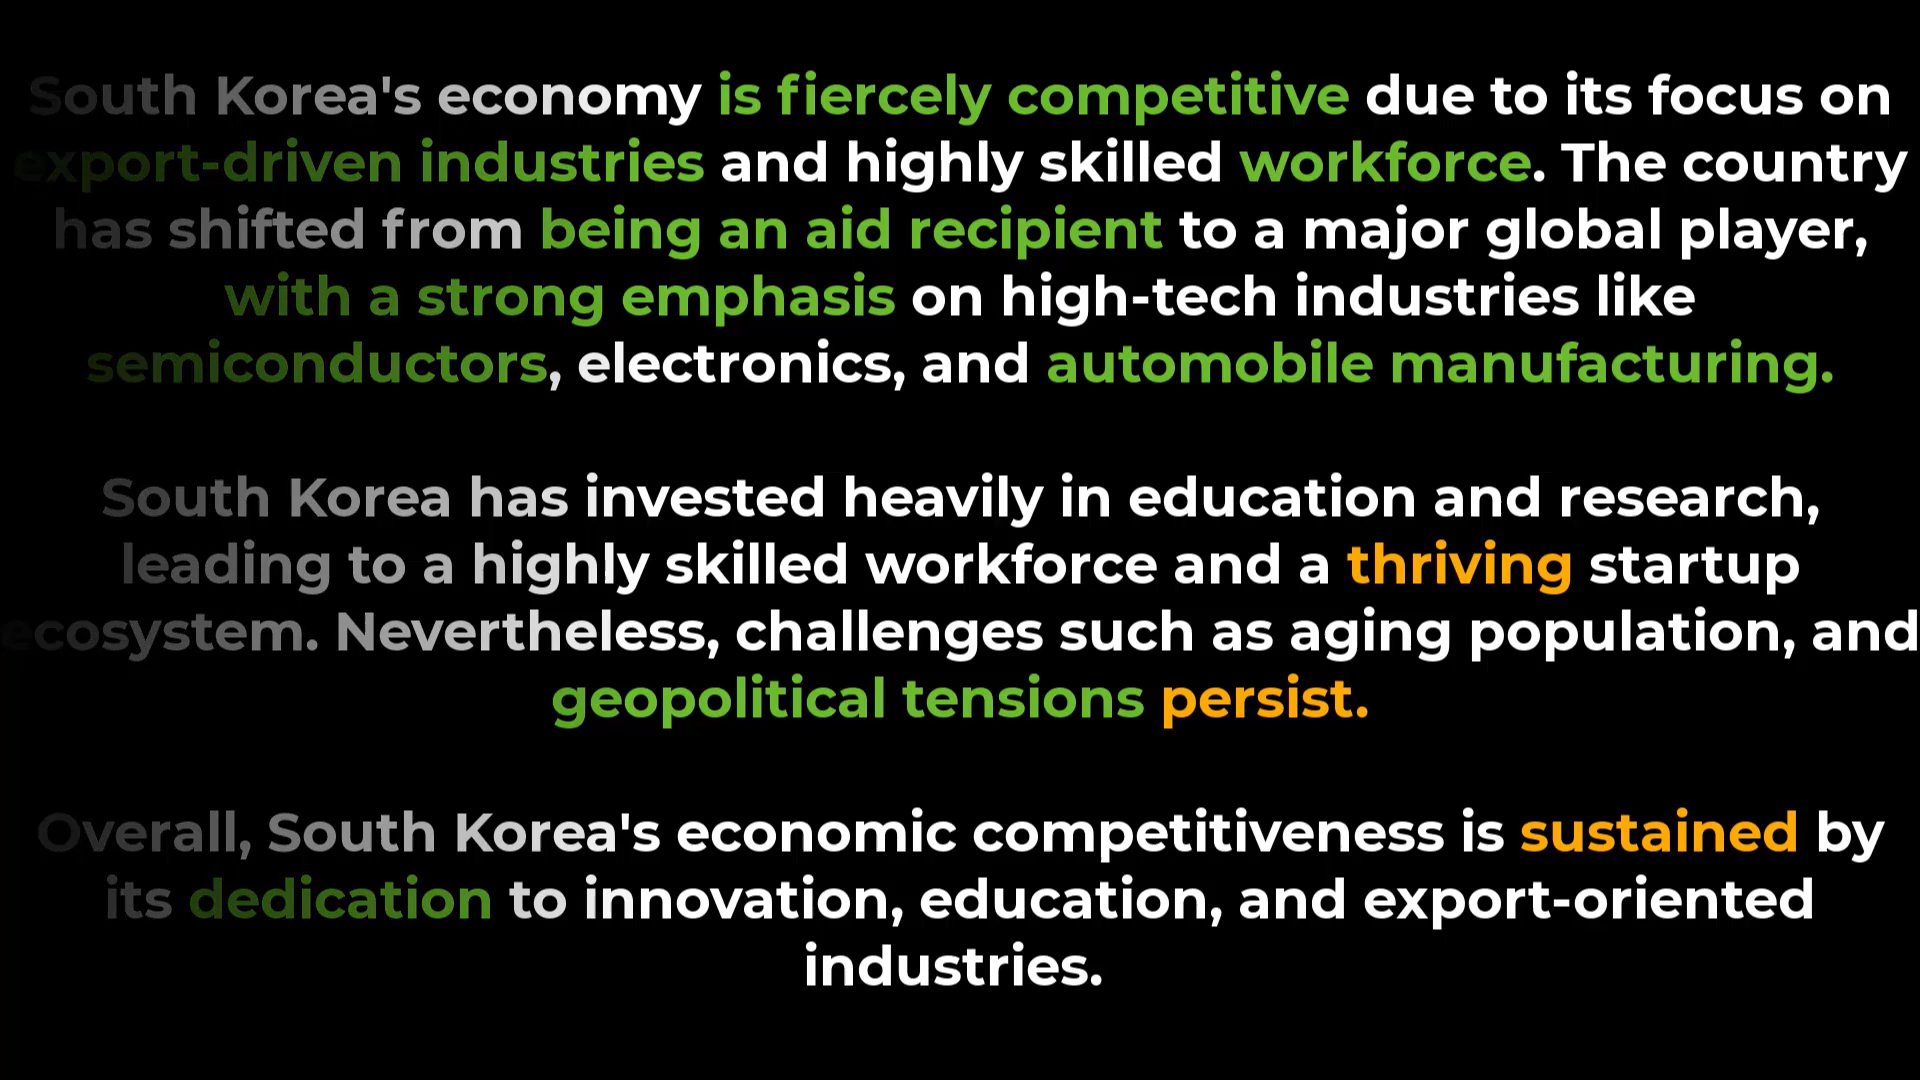 South Korea's economy is fiercely competitive due to its focus on
export-driven industries and highly skilled workforce. The country
has shifted from being an aid recipient to a major global player,
with a strong emphasis on high-tech industries like
semiconductors, electronics, and automobile manufacturing.
South Korea has invested heavily in education and research,
leading to a highly skilled workforce and a thriving startup
ecosystem. Nevertheless, challenges such as aging population, and
geopolitical tensions persist.
Overall, South Korea's economic competitiveness is sustained by
its dedication to innovation, education, and export-oriented
industries.